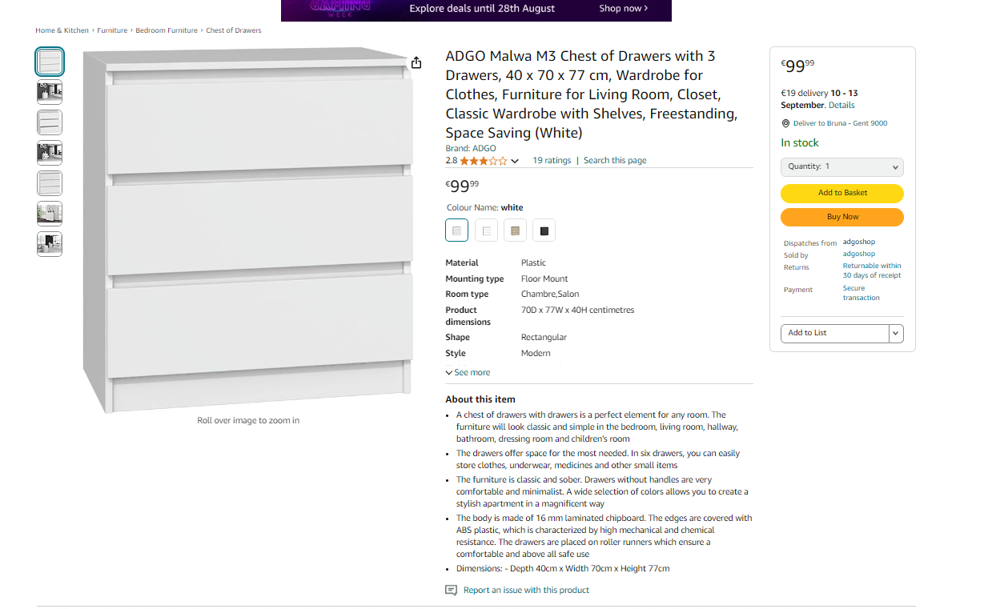 GAMING
WEEK
Explore deals until 28th August
Shop now ›
Home & Kitchen › Furniture › Bedroom Furniture › Chest of Drawers
ADGO Malwa M3 Chest of Drawers with 3
Drawers, 40 x 70 x 77 cm, Wardrobe for
Clothes, Furniture for Living Room, Closet,
Classic Wardrobe with Shelves, Freestanding,
Space Saving (White)
Brand: ADGO
2.8
19 ratings | Search this page
€9999
Colour Name: white
Material Plastic
Mounting type Floor Mount
Room type Chambre,Salon
Product
dimensions
70D x 77W x 40H centimetres
Shape Rectangular
Style Modern
See more
About this item
• A chest of drawers with drawers is a perfect element for any room. The
furniture will look classic and simple in the bedroom, living room, hallway,
bathroom, dressing room and children's room
• The drawers offer space for the most needed. In six drawers, you can easily
store clothes, underwear, medicines and other small items
• The furniture is classic and sober. Drawers without handles are very
comfortable and minimalist. A wide selection of colors allows you to create a
stylish apartment in a magnificent way
• The body is made of 16 mm laminated chipboard. The edges are covered with
ABS plastic, which is characterized by high mechanical and chemical
resistance. The drawers are placed on roller runners which ensure a
comfortable and above all safe use
• Dimensions: - Depth 40cm x Width 70cm x Height 77cm
Report an issue with this product
Roll over image to zoom in
€9999
€19 delivery 10 - 13
September. Details
Deliver to Bruna - Gent 9000
In stock
Quantity: 1
Add to Basket
Buy Now
Dispatches from adgoshop
Sold by adgoshop
Returns Returnable within
30 days of receipt
Payment Secure
transaction
Add to List